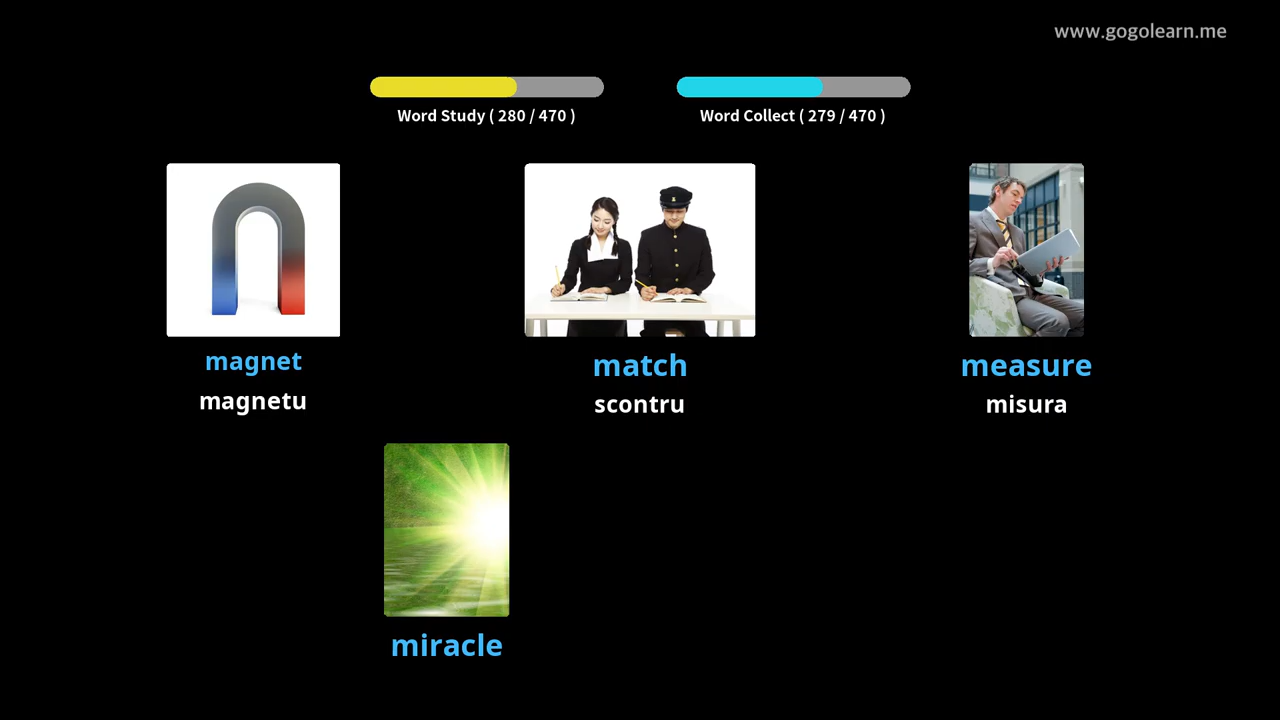 www.gogolearn.me
Word Study ( 280 / 470 )
Word Collect ( 279 / 470 )
magnet
magnetu
match
scontru
measure
misura
miracle